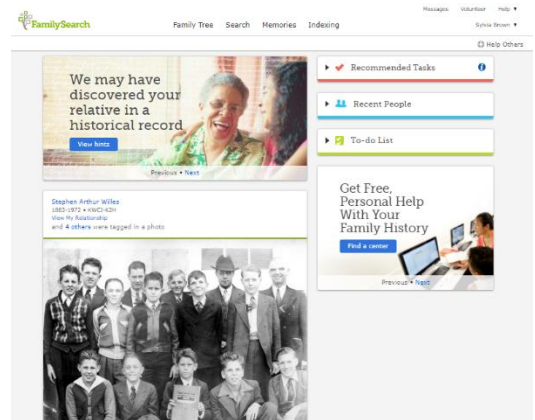 Messages Volunteer Help ▼
FamilySearch
Family Tree Search Memories Indexing
Sylvia Brown ▼
Help Others
We may have
discovered your
relative in a
historical record
View hints
Previous • Next
Stephen Arthur Willes
1883-1972 • KWCJ-K2H
View My Relationship
and 4 others were tagged in a photo
Recommended Tasks
Recent People
To-do List
Get Free,
Personal Help
With Your
Family History
Find a center
Previous • Next